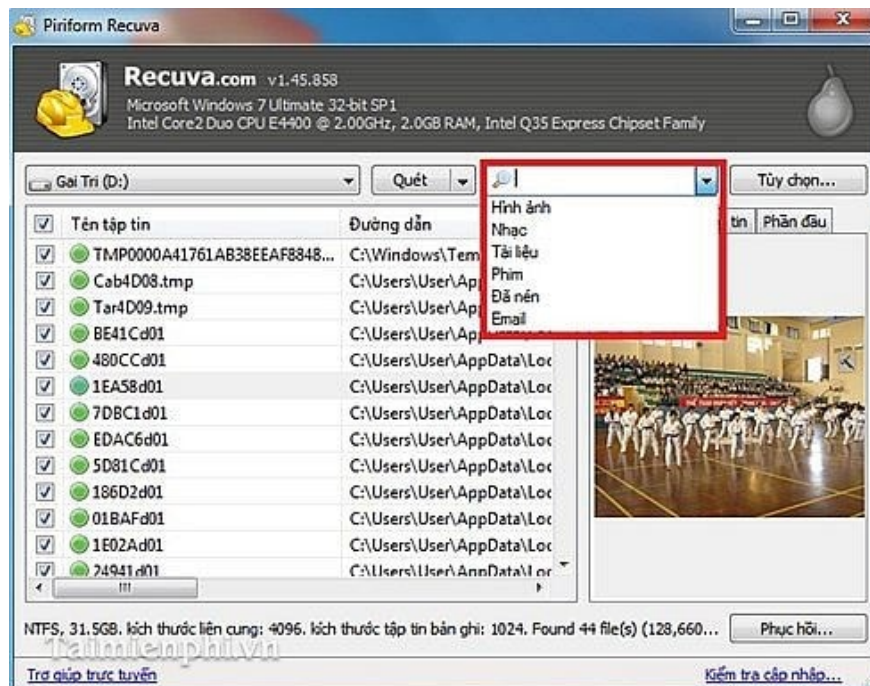 Piriform Recuva
Recuva.com v1.45.858
Microsoft Windows 7 Ultimate 32-bit SP1
Intel Core2 Duo CPU E4400 @ 2.00GHz, 2.0GB RAM, Intel Q35 Express Chipset Family
Gai Tri (D:)
Quét
Tùy chọn...
Hình ảnh
Nhạc
Tài liệu
Phim
Đã nén
Email
Tên tập tin Đường dẫn tin Phần đầu
TMP0000A41761AB38EEAF8848... C:\Windows\Tem
Cab4D08.tmp C:\Users\User\Ap
Tar4D09.tmp C:\Users\User\Ap
BE41Cd01 C:\Users\User\Ap
480CCd01 C:\Users\User\AppData\Loc
1EA58d01 C:\Users\User\AppData\Loc
7DBC1d01 C:\Users\User\AppData\Loc
EDAC6d01 C:\Users\User\AppData\Loc
5D81Cd01 C:\Users\User\AppData\Loc
186D2d01 C:\Users\User\AppData\Loc
01BAFd01 C:\Users\User\AppData\Loc
1E02Ad01 C:\Users\User\AppData\Loc
24941d01 C:\Users\User\AppData\Loc
NTFS, 31.5GB. kích thước liên cung: 4096. kích thước tập tin bản ghi: 1024. Found 44 file(s) (128,660... Phục hồi...
Taimienphi.vn
Trợ giúp trực tuyến Kiểm tra cập nhập...